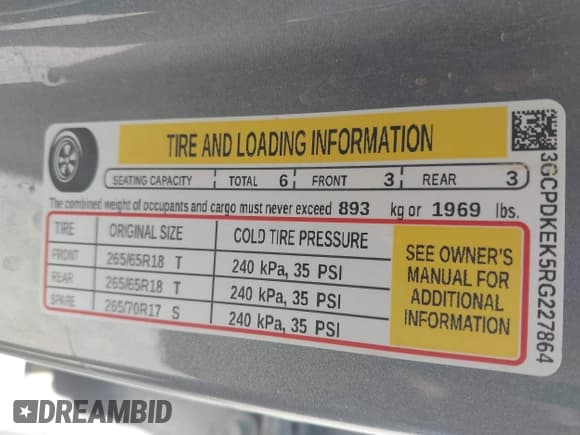 TIRE AND LOADING INFORMATION
SEATING CAPACITY TOTAL 6 FRONT 3 REAR 3
The combined weight of occupants and cargo must never exceed 893 kg or 1969 lbs.
TIRE ORIGINAL SIZE COLD TIRE PRESSURE
FRONT 265/65R18 T 240 kPa, 35 PSI
REAR 265/65R18 T 240 kPa, 35 PSI
SPARE 265/70R17 S 240 kPa, 35 PSI
SEE OWNER'S
MANUAL FOR
ADDITIONAL
INFORMATION
3GCPDKEK5RG227864
DREAMBID